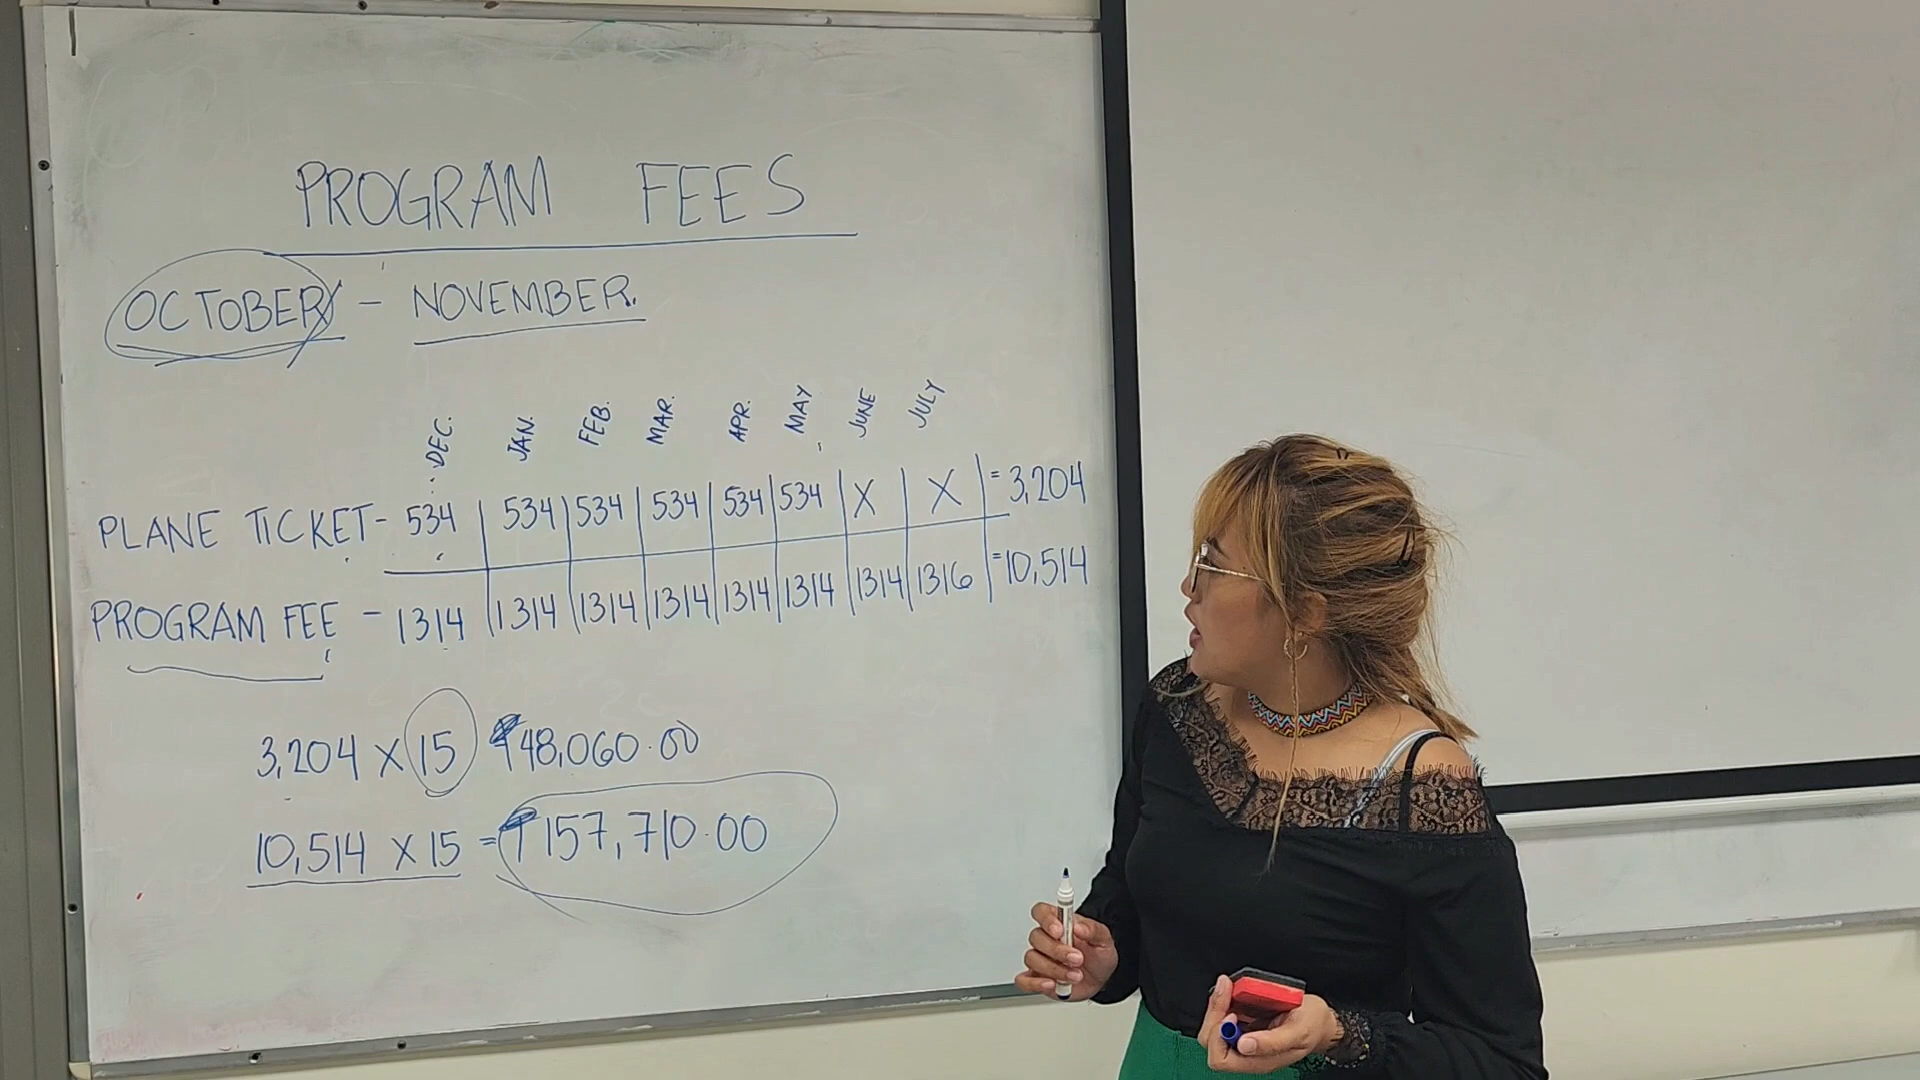 PROGRAM FEES
OCTOBER - NOVEMBER.
DEC. JAN. FEB. MAR. APR. MAY JUNE JULY
PLANE TICKET - 534 534 534 534 534 534 X X = 3,204
PROGRAM FEE - 1314 1314 1314 1314 1314 1314 1314 1316 = 10,514
3,204 X 15 ₱48,060.00
10,514 X 15 = ₱157,710.00